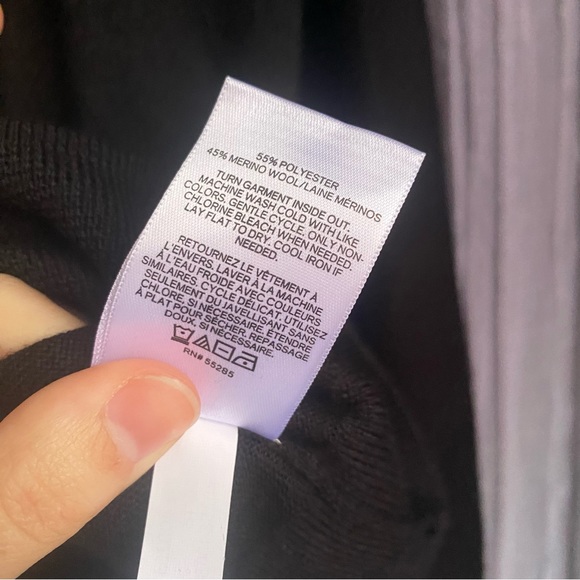 55% POLYESTER
45% MERINO WOOL/LAINE MÉRINOS
TURN GARMENT INSIDE OUT.
MACHINE WASH COLD WITH LIKE
COLORS. GENTLE CYCLE. ONLY NON-
CHLORINE BLEACH WHEN NEEDED.
LAY FLAT TO DRY. COOL IRON IF
NEEDED.
RETOURNEZ LE VÊTEMENT À
L'ENVERS. LAVER À LA MACHINE
À L'EAU FROIDE AVEC COULEURS
SIMILAIRES. CYCLE DÉLICAT. UTILISER
SEULEMENT DU JAVELLISANT SANS
CHLORE, SI NÉCESSAIRE. ÉTENDRE
À PLAT POUR SÉCHER. REPASSAGE
DOUX, SI NÉCESSAIRE.
RN# 55285